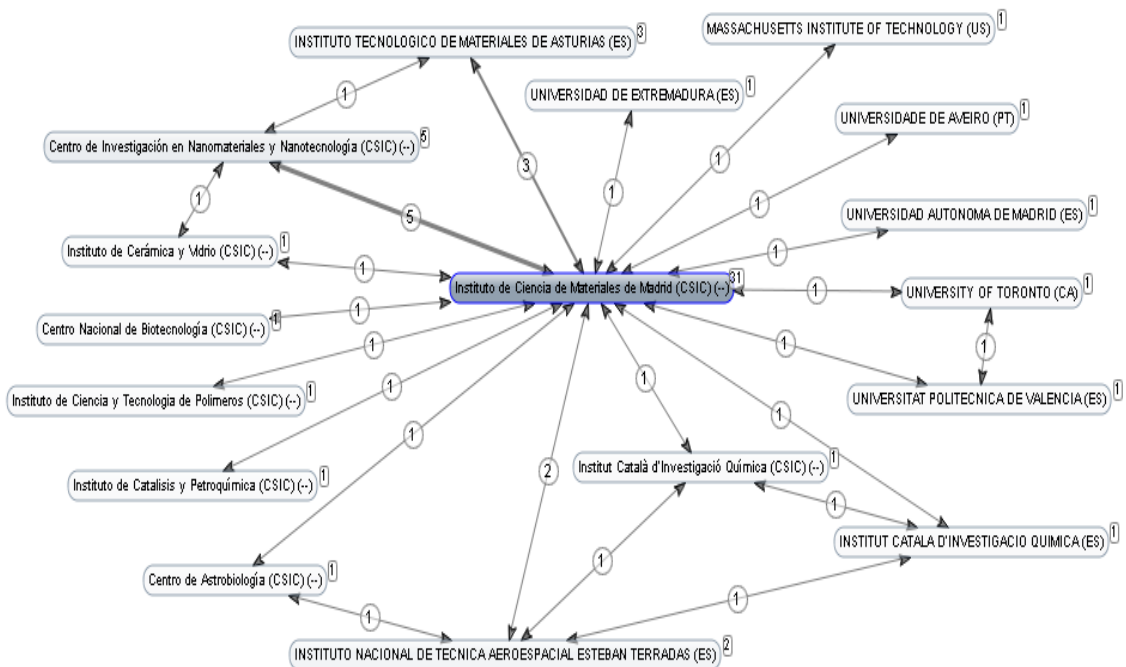 INSTITUTO TECNOLOGICO DE MATERIALES DE ASTURIAS (ES) 3
MASSACHUSETTS INSTITUTE OF TECHNOLOGY (US) 1
UNIVERSIDAD DE EXTREMADURA (ES) 1
1
UNIVERSIDADE DE AVEIRO (PT) 1
Centro de Investigación en Nanomateriales y Nanotecnología (CSIC) (--) 5
3
1
1
1
1
5
1
UNIVERSIDAD AUTONOMA DE MADRID (ES) 1
Instituto de Cerámica y Vidrio (CSIC) (--) 1
1
1
Instituto de Ciencia de Materiales de Madrid (CSIC) (--) 31
1
UNIVERSITY OF TORONTO (CA) 1
Centro Nacional de Biotecnología (CSIC) (--) 1
1
1
1
1
Instituto de Ciencia y Tecnologia de Polimeros (CSIC) (--) 1
1
1
UNIVERSITAT POLITECNICA DE VALENCIA (ES) 1
1
1
2
Institut Català d'Investigació Química (CSIC) (--) 1
Instituto de Catalisis y Petroquímica (CSIC) (--) 1
1
INSTITUT CATALA D'INVESTIGACIO QUIMICA (ES) 1
1
Centro de Astrobiología (CSIC) (--) 1
1
1
INSTITUTO NACIONAL DE TECNICA AEROESPACIAL ESTEBAN TERRADAS (ES) 2